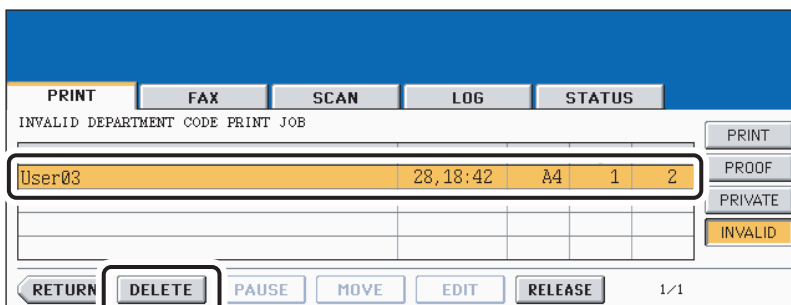 PRINT FAX SCAN LOG STATUS
INVALID DEPARTMENT CODE PRINT JOB
PRINT
User03 28,18:42 A4 1 2
PROOF
PRIVATE
INVALID
RETURN DELETE PAUSE MOVE EDIT RELEASE 1/1